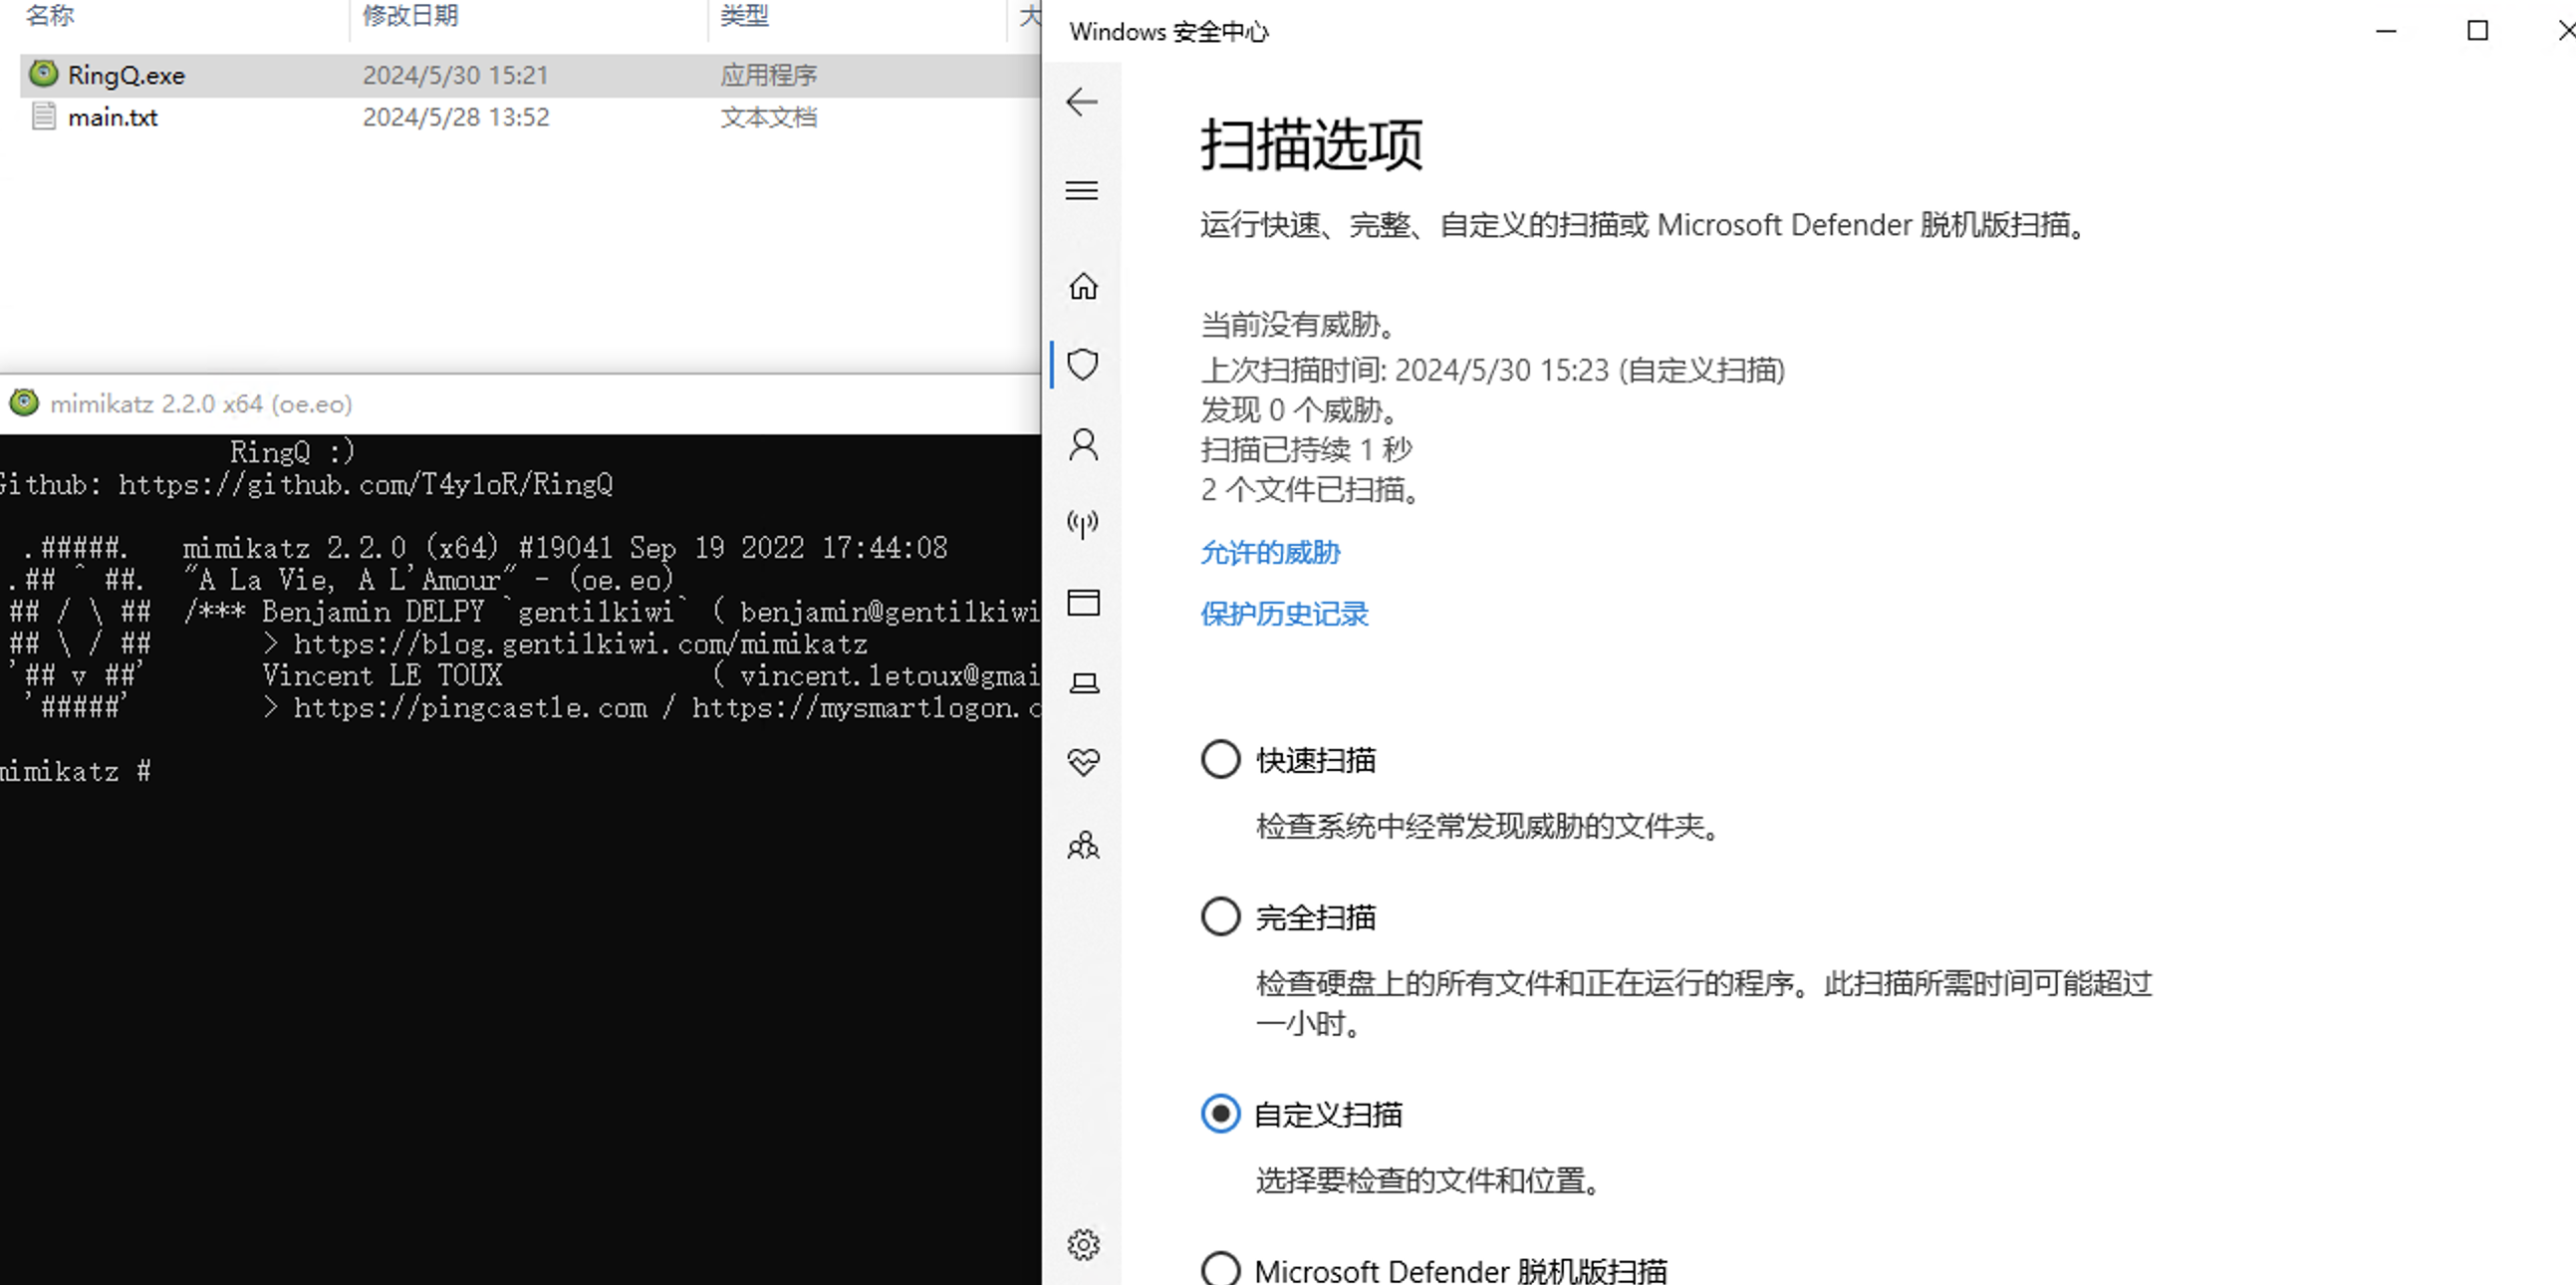 名称 修改日期 类型 大
RingQ.exe 2024/5/30 15:21 应用程序
main.txt 2024/5/28 13:52 文本文档
mimikatz 2.2.0 x64 (oe.eo)
RingQ :)
Github: https://github.com/T4y1oR/RingQ
.#####. mimikatz 2.2.0 (x64) #19041 Sep 19 2022 17:44:08
.## ^ ##. "A La Vie, A L'Amour" - (oe.eo)
## / \ ## /*** Benjamin DELPY `gentilkiwi` ( benjamin@gentilkiwi
## \ / ## > https://blog.gentilkiwi.com/mimikatz
'## v ##' Vincent LE TOUX ( vincent.letoux@gmai
'#####' > https://pingcastle.com / https://mysmartlogon.c
mimikatz #
Windows 安全中心
扫描选项
运行快速、完整、自定义的扫描或 Microsoft Defender 脱机版扫描。
当前没有威胁。
上次扫描时间: 2024/5/30 15:23 (自定义扫描)
发现 0 个威胁。
扫描已持续 1 秒
2 个文件已扫描。
允许的威胁
保护历史记录
快速扫描
检查系统中经常发现威胁的文件夹。
完全扫描
检查硬盘上的所有文件和正在运行的程序。此扫描所需时间可能超过
一小时。
自定义扫描
选择要检查的文件和位置。
Microsoft Defender 脱机版扫描